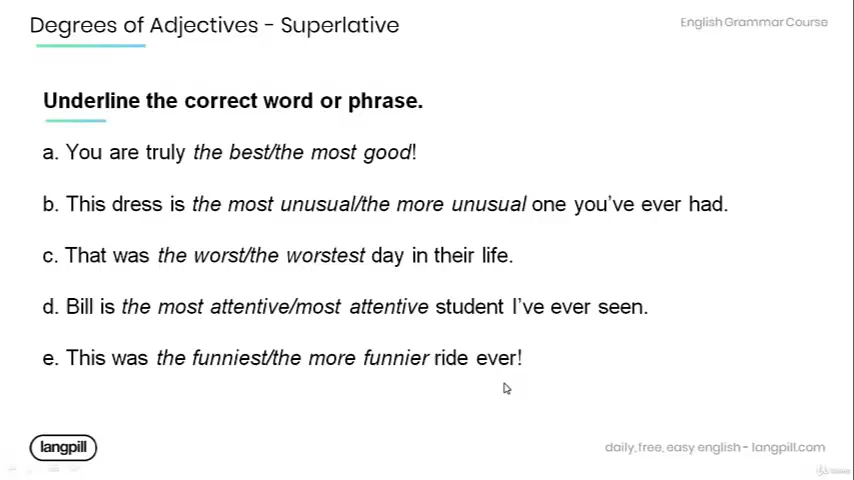 Degrees of Adjectives - Superlative
English Grammar Course
Underline the correct word or phrase.
a. You are truly the best/the most good!
b. This dress is the most unusual/the more unusual one you've ever had.
c. That was the worst/the worstest day in their life.
d. Bill is the most attentive/most attentive student I've ever seen.
e. This was the funniest/the more funnier ride ever!
langpill
daily, free, easy english - langpill.com
Udemy